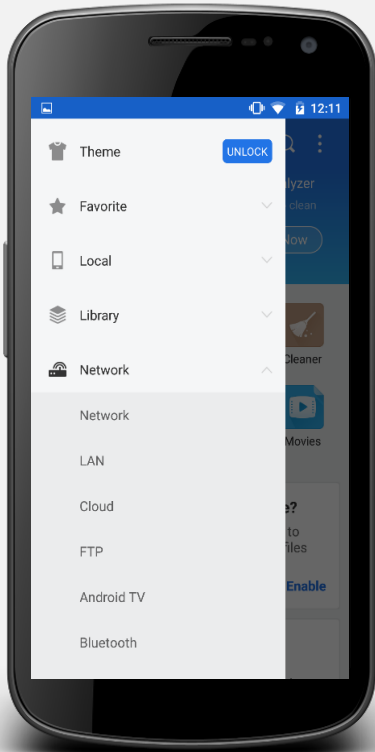 12:11
Theme
UNLOCK
Favorite
Local
Library
Network
Network
LAN
Cloud
FTP
Android TV
Bluetooth
lyzer
clean
Now
Cleaner
Movies
e?
to
files
Enable